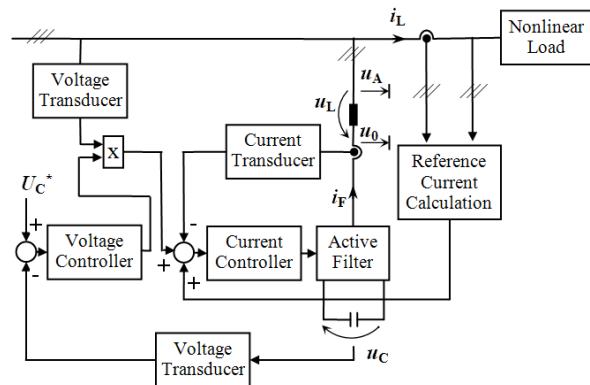 i_L
Nonlinear
Load
Voltage
Transducer
u_A
u_L
Current
Transducer
u_0
X
Reference
Current
Calculation
U_C*
i_F
+
Voltage
Controller
-
-
+
Current
Controller
Active
Filter
+
u_C
Voltage
Transducer